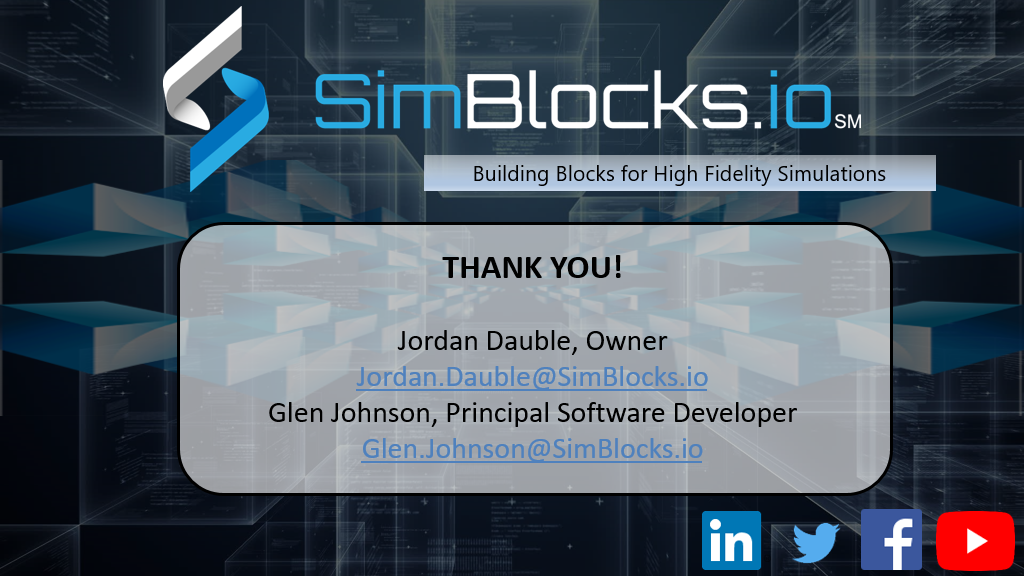 SimBlocks.io SM
Building Blocks for High Fidelity Simulations
THANK YOU!
Jordan Dauble, Owner
Jordan.Dauble@SimBlocks.io
Glen Johnson, Principal Software Developer
Glen.Johnson@SimBlocks.io
in f